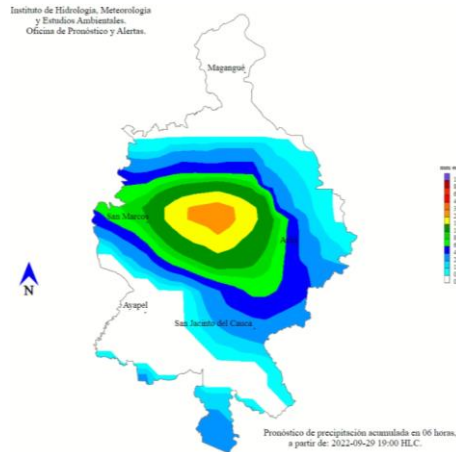 Instituto de Hidrología, Meteorología
y Estudios Ambientales.
Oficina de Pronóstico y Alertas.
Magangué
San Marcos
Ayapel
San Jacinto del Cauca
N
Pronóstico de precipitación acumulada en 06 horas,
a partir de: 2022-09-29 19:00 HLC.